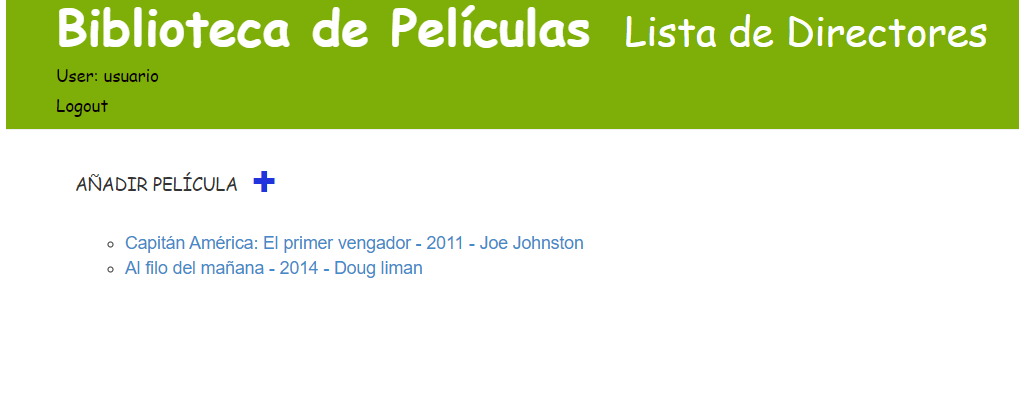 Biblioteca de Películas Lista de Directores
User: usuario
Logout
AÑADIR PELÍCULA
Capitán América: El primer vengador - 2011 - Joe Johnston
Al filo del mañana - 2014 - Doug liman